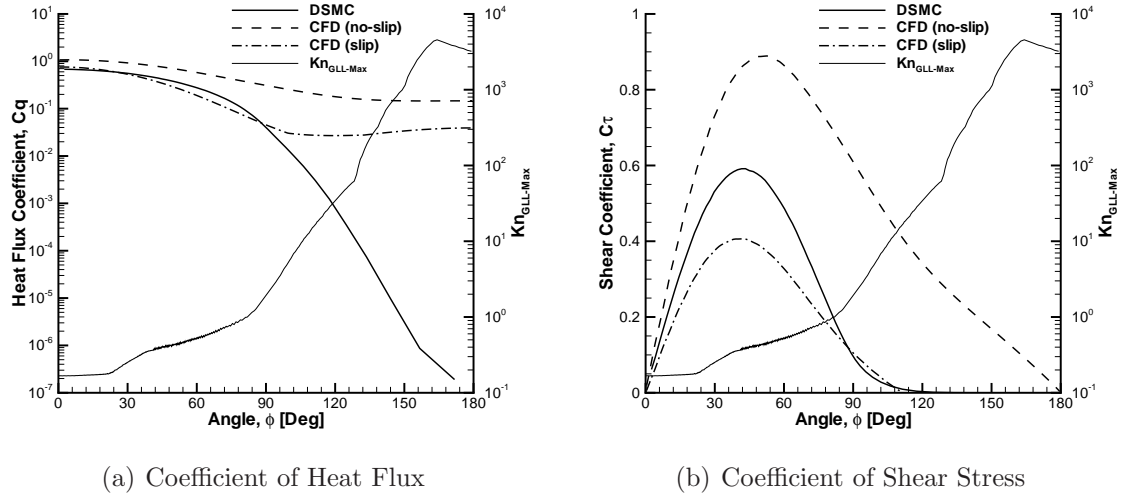 DSMC
CFD (no-slip)
CFD (slip)
Kn_GLL-Max
Heat Flux Coefficient, Cq
10^1
10^0
10^-1
10^-2
10^-3
10^-4
10^-5
10^-6
10^-7
10^4
10^3
10^2
10^1
10^0
10^-1
Kn_GLL-Max
0 30 60 90 120 150 180
Angle, ϕ [Deg]
(a) Coefficient of Heat Flux
DSMC
CFD (no-slip)
CFD (slip)
Kn_GLL-Max
Shear Coefficient, Cτ
1
0.8
0.6
0.4
0.2
0
10^4
10^3
10^2
10^1
10^0
10^-1
Kn_GLL-Max
0 30 60 90 120 150 180
Angle, ϕ [Deg]
(b) Coefficient of Shear Stress